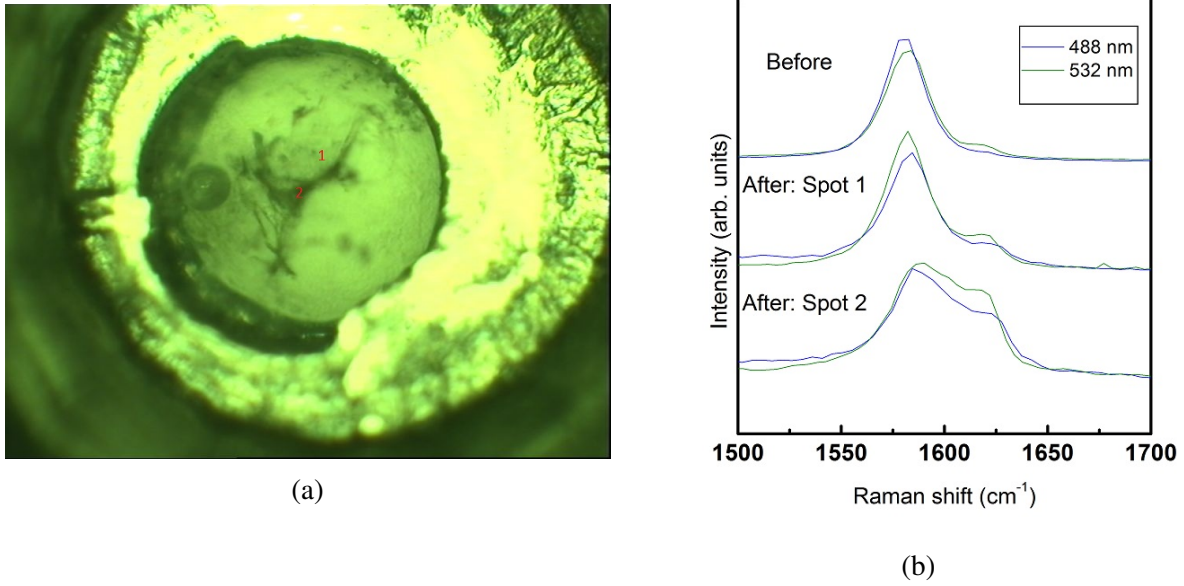 1
2
(a)
Before
488 nm
532 nm
After: Spot 1
After: Spot 2
Intensity (arb. units)
1500
1550
1600
1650
1700
Raman shift (cm⁻¹)
(b)